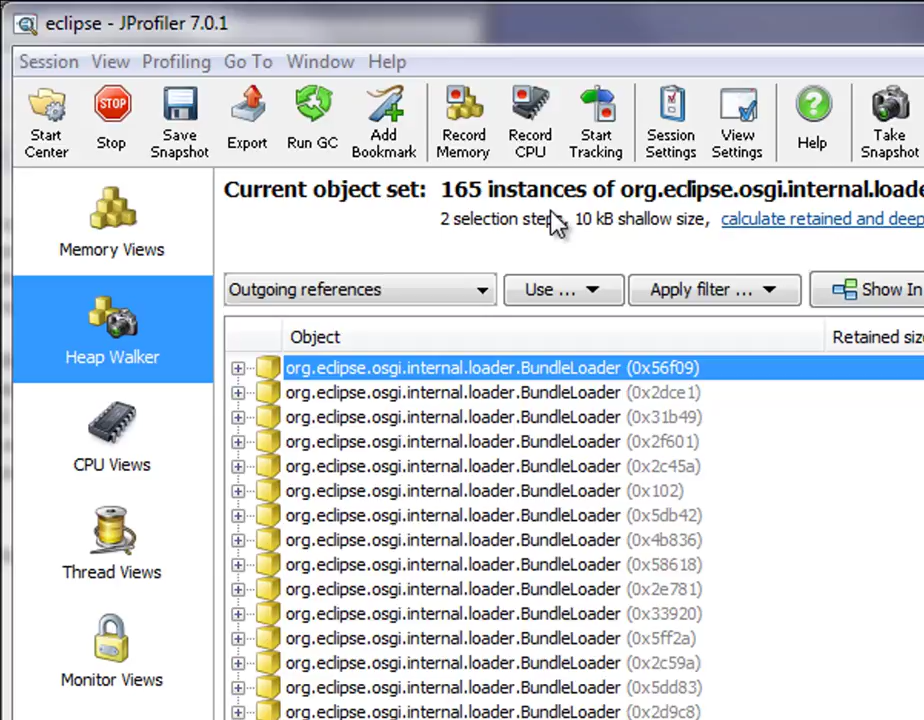 eclipse - JProfiler 7.0.1
Session View Profiling Go To Window Help
Start Center
Stop
Save Snapshot
Export
Run GC
Add Bookmark
Record Memory
Record CPU
Start Tracking
Session Settings
View Settings
Help
Take Snapshot
Memory Views
Heap Walker
CPU Views
Thread Views
Monitor Views
Current object set: 165 instances of org.eclipse.osgi.internal.loade
2 selection steps, 10 kB shallow size, calculate retained and deep
Outgoing references Use ... Apply filter ... Show In
Object Retained size
org.eclipse.osgi.internal.loader.BundleLoader (0x56f09)
org.eclipse.osgi.internal.loader.BundleLoader (0x2dce1)
org.eclipse.osgi.internal.loader.BundleLoader (0x31b49)
org.eclipse.osgi.internal.loader.BundleLoader (0x2f601)
org.eclipse.osgi.internal.loader.BundleLoader (0x2c45a)
org.eclipse.osgi.internal.loader.BundleLoader (0x102)
org.eclipse.osgi.internal.loader.BundleLoader (0x5db42)
org.eclipse.osgi.internal.loader.BundleLoader (0x4b836)
org.eclipse.osgi.internal.loader.BundleLoader (0x58618)
org.eclipse.osgi.internal.loader.BundleLoader (0x2e781)
org.eclipse.osgi.internal.loader.BundleLoader (0x33920)
org.eclipse.osgi.internal.loader.BundleLoader (0x5ff2a)
org.eclipse.osgi.internal.loader.BundleLoader (0x2c59a)
org.eclipse.osgi.internal.loader.BundleLoader (0x5dd83)
org.eclipse.osgi.internal.loader.BundleLoader (0x2d9c8)